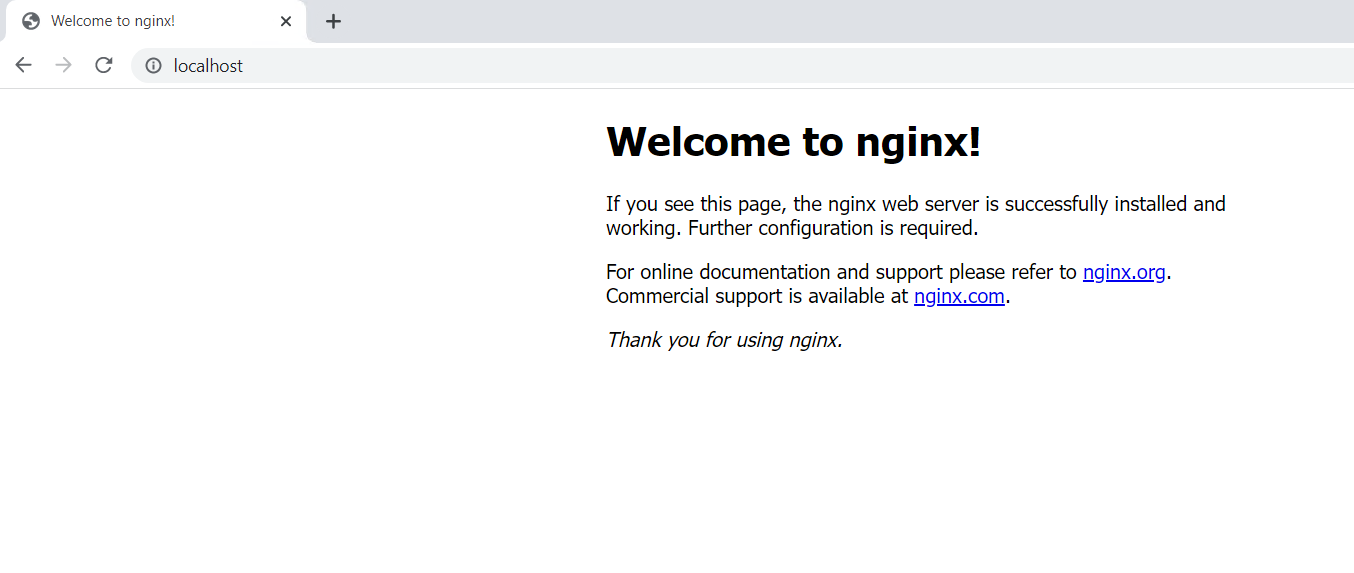 Welcome to nginx!
localhost
Welcome to nginx!
If you see this page, the nginx web server is successfully installed and
working. Further configuration is required.
For online documentation and support please refer to nginx.org.
Commercial support is available at nginx.com.
Thank you for using nginx.